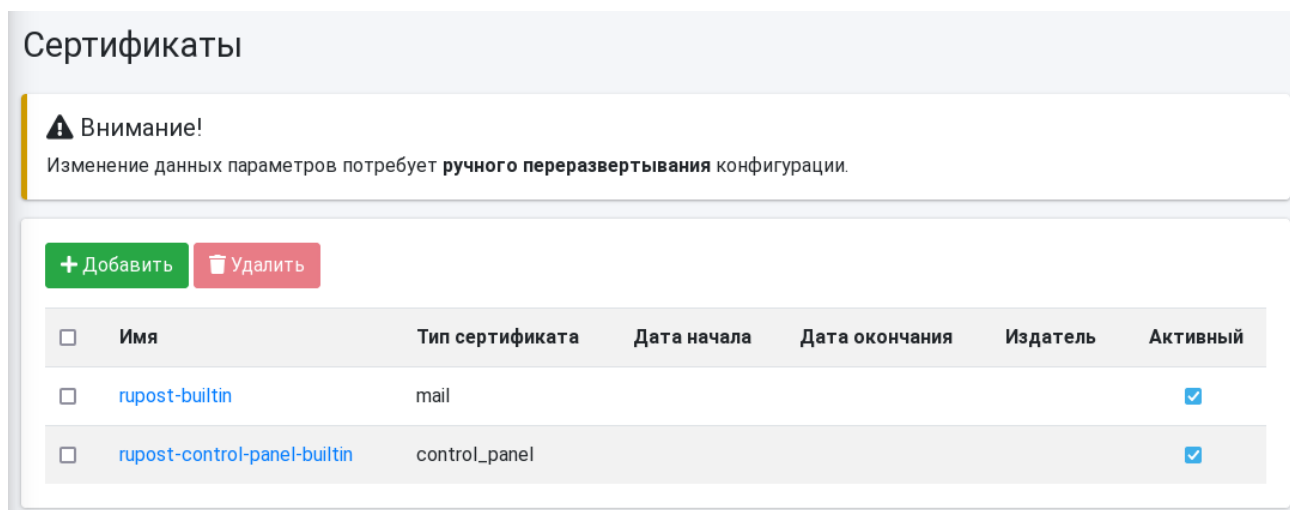 Сертификаты
Внимание!
Изменение данных параметров потребует ручного переразвертывания конфигурации.
Добавить Удалить
Имя Тип сертификата Дата начала Дата окончания Издатель Активный
rupost-builtin mail
rupost-control-panel-builtin control_panel